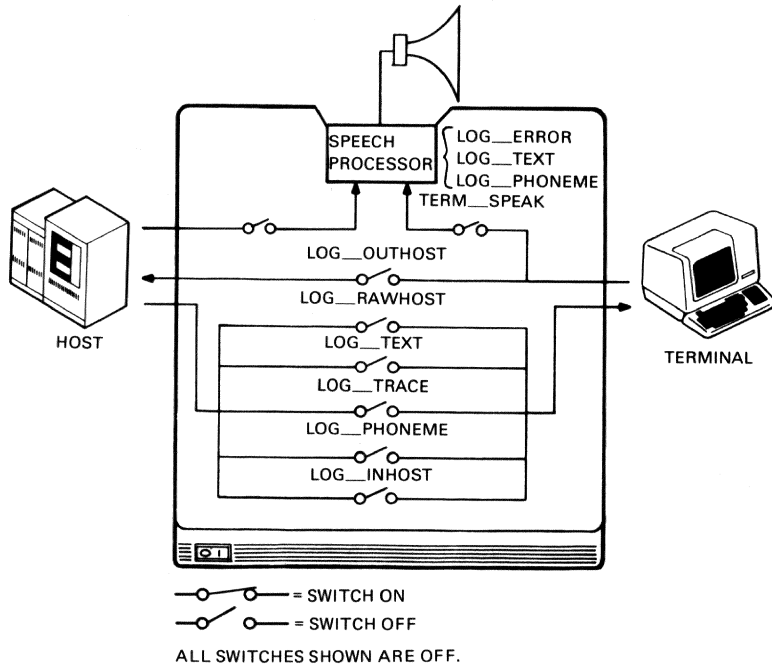 SPEECH
PROCESSOR
LOG__ERROR
LOG__TEXT
LOG__PHONEME
TERM__SPEAK
LOG__OUTHOST
LOG__RAWHOST
LOG__TEXT
LOG__TRACE
LOG__PHONEME
LOG__INHOST
HOST
TERMINAL
= SWITCH ON
= SWITCH OFF
ALL SWITCHES SHOWN ARE OFF.